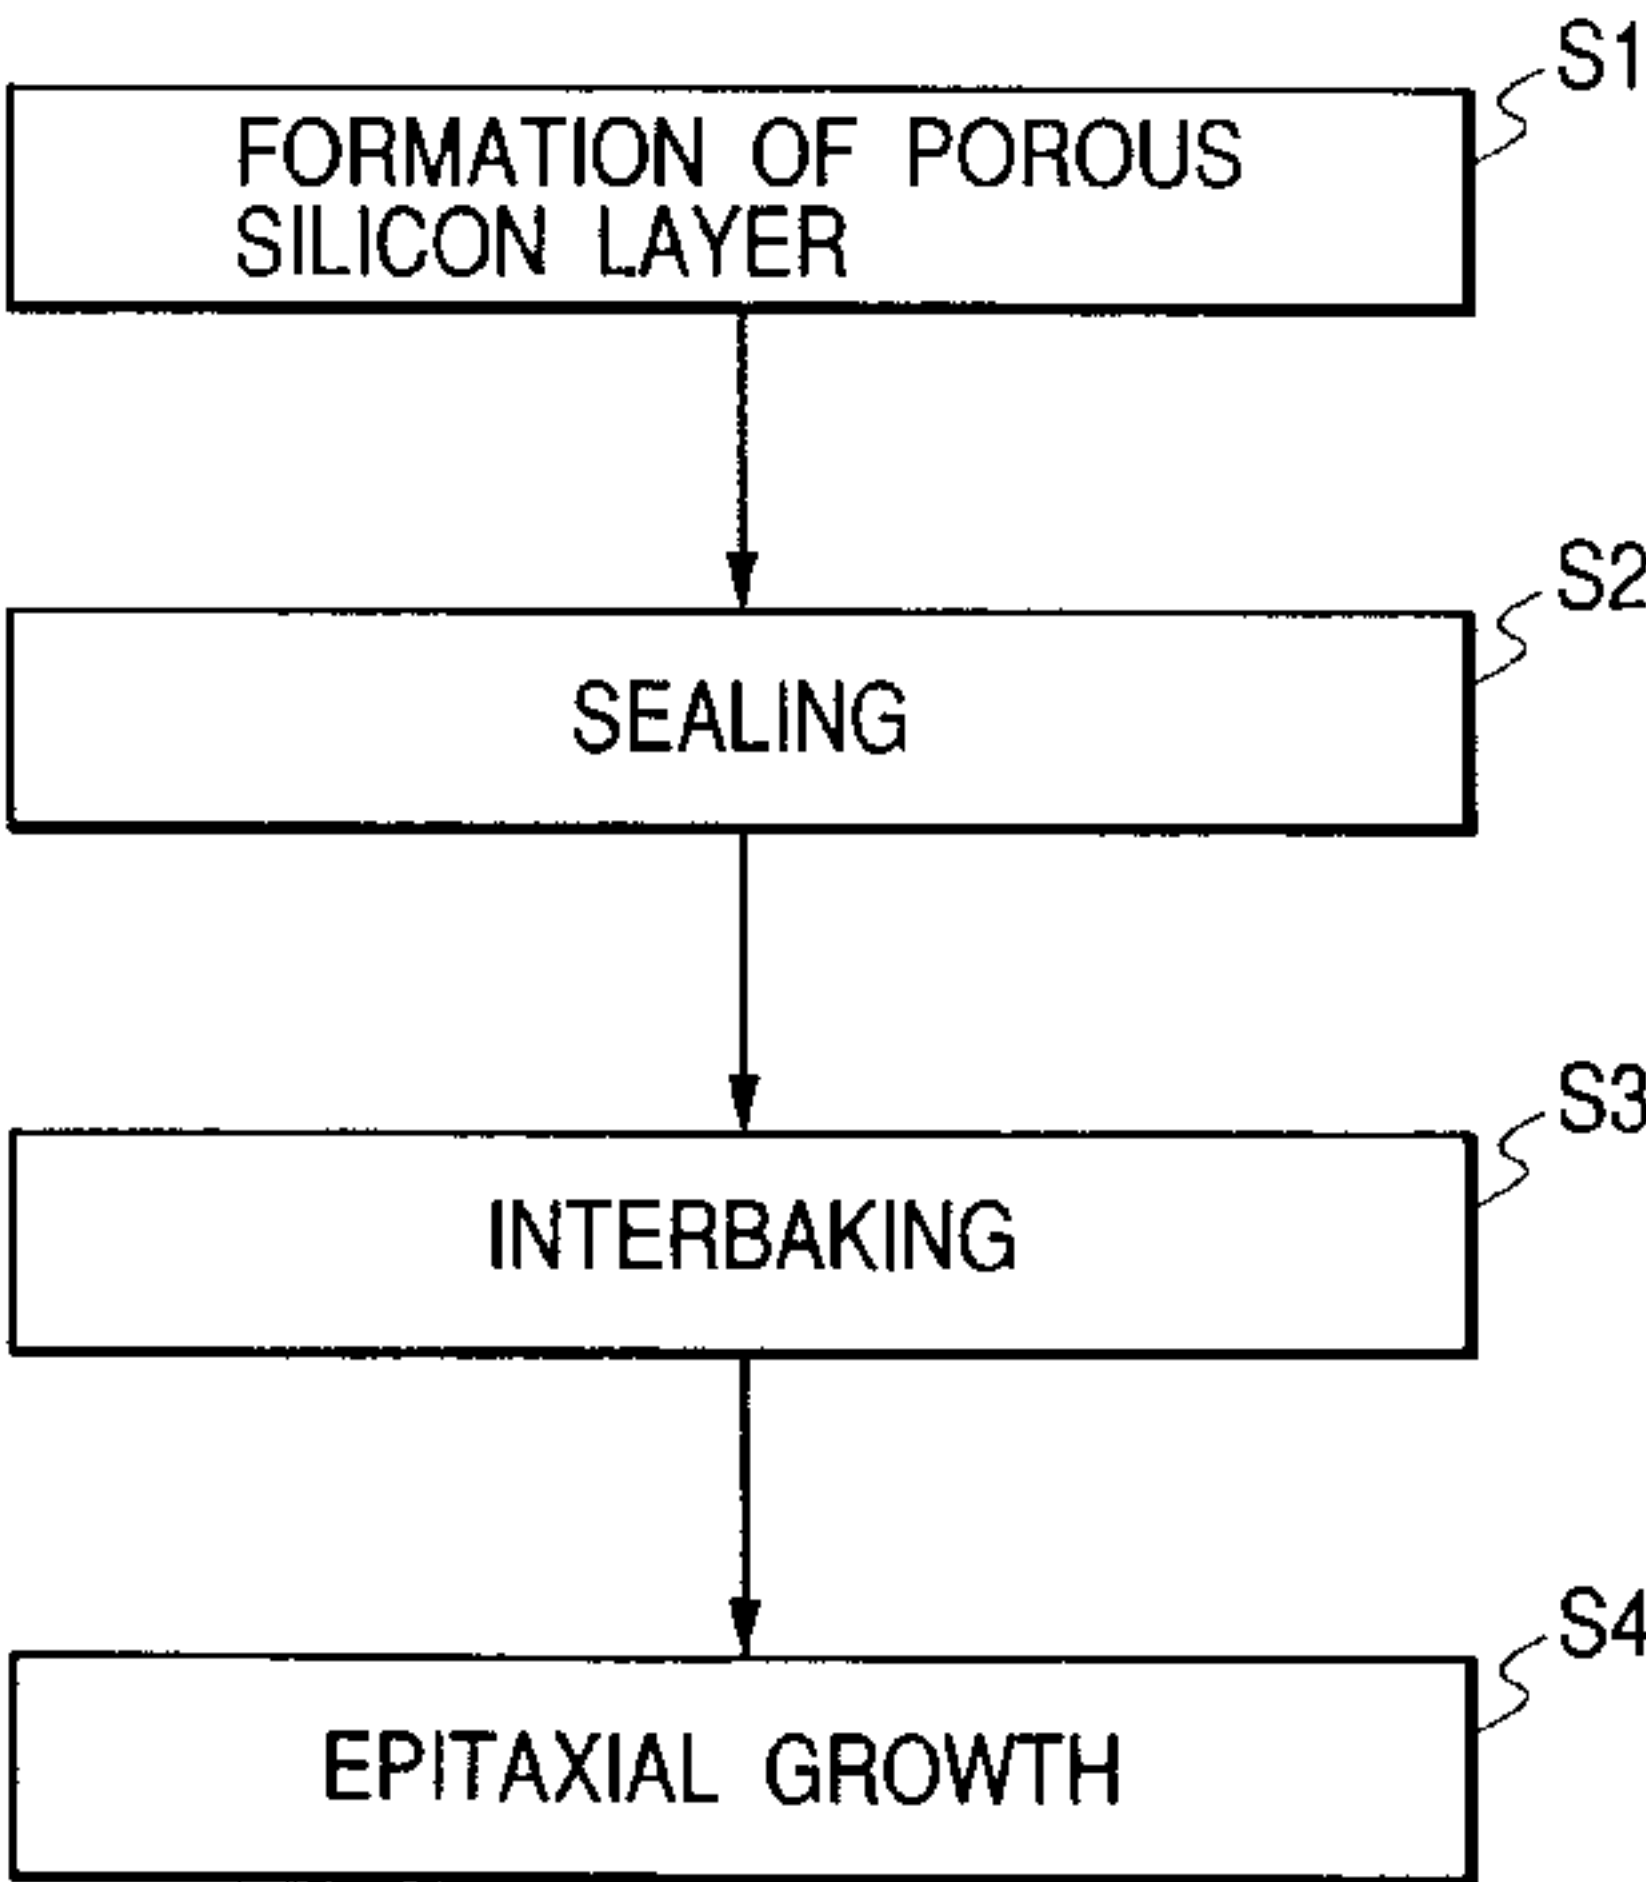 S1
FORMATION OF POROUS
SILICON LAYER
S2
SEALING
S3
INTERBAKING
S4
EPITAXIAL GROWTH